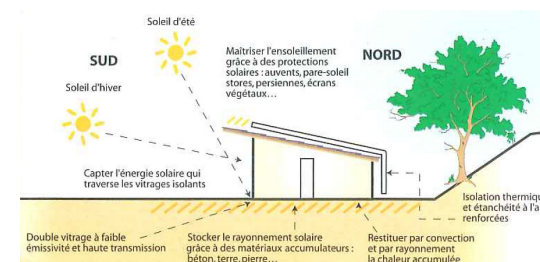 Soleil d'été
SUD
Soleil d'hiver
Maîtriser l'ensoleillement
grâce à des protections
solaires : auvents, pare-soleil
stores, persiennes, écrans
végétaux...
NORD
Capter l'énergie solaire qui
traverse les vitrages isolants
Isolation thermiqu
et étanchéité à l'a
renforcées
Double vitrage à faible
émissivité et haute transmission
Stocker le rayonnement solaire
grâce à des matériaux accumulateurs :
béton, terre, pierre...
Restituer par convection
et par rayonnement
la chaleur accumulée